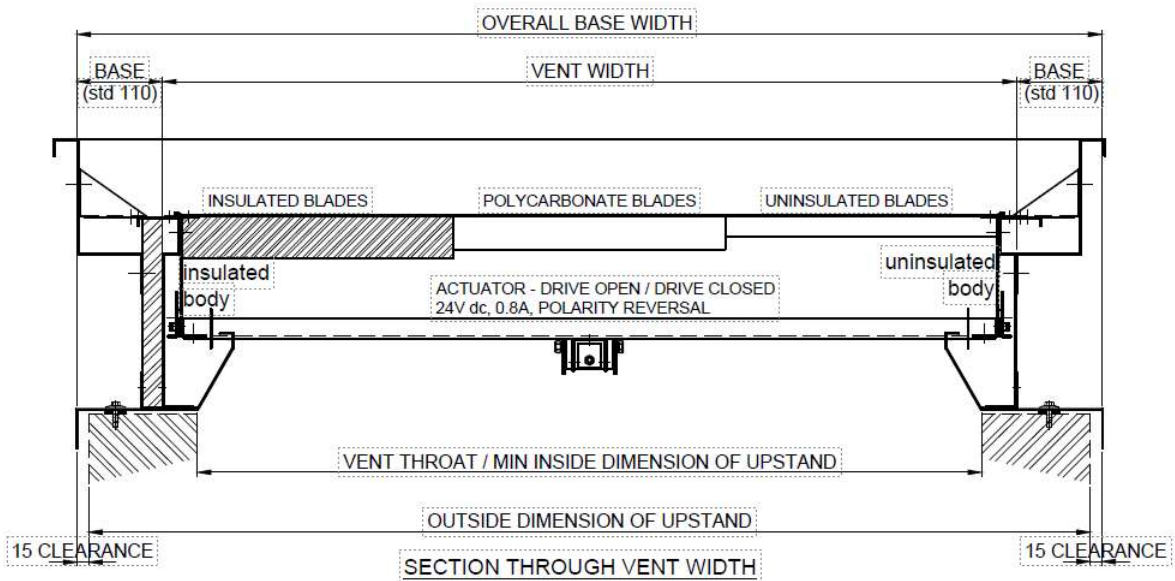 OVERALL BASE WIDTH
BASE
(std 110)
VENT WIDTH
BASE
(std 110)
INSULATED BLADES
POLYCARBONATE BLADES
UNINSULATED BLADES
insulated
body
uninsulated
body
ACTUATOR - DRIVE OPEN / DRIVE CLOSED
24V dc, 0.8A, POLARITY REVERSAL
VENT THROAT / MIN INSIDE DIMENSION OF UPSTAND
OUTSIDE DIMENSION OF UPSTAND
15 CLEARANCE
15 CLEARANCE
SECTION THROUGH VENT WIDTH